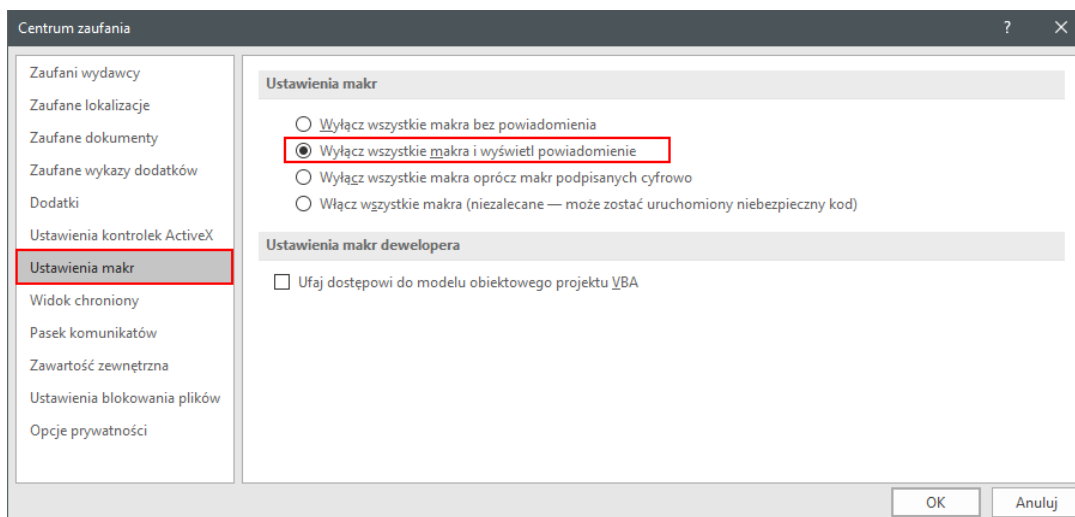 Centrum zaufania
?
Zaufani wydawcy
Zaufane lokalizacje
Zaufane dokumenty
Zaufane wykazy dodatków
Dodatki
Ustawienia kontrolek ActiveX
Ustawienia makr
Widok chroniony
Pasek komunikatów
Zawartość zewnętrzna
Ustawienia blokowania plików
Opcje prywatności
Ustawienia makr
Wyłącz wszystkie makra bez powiadomienia
Wyłącz wszystkie makra i wyświetl powiadomienie
Wyłącz wszystkie makra oprócz makr podpisanych cyfrowo
Włącz wszystkie makra (niezalecane — może zostać uruchomiony niebezpieczny kod)
Ustawienia makr dewelopera
Ufaj dostępowi do modelu obiektowego projektu VBA
OK
Anuluj